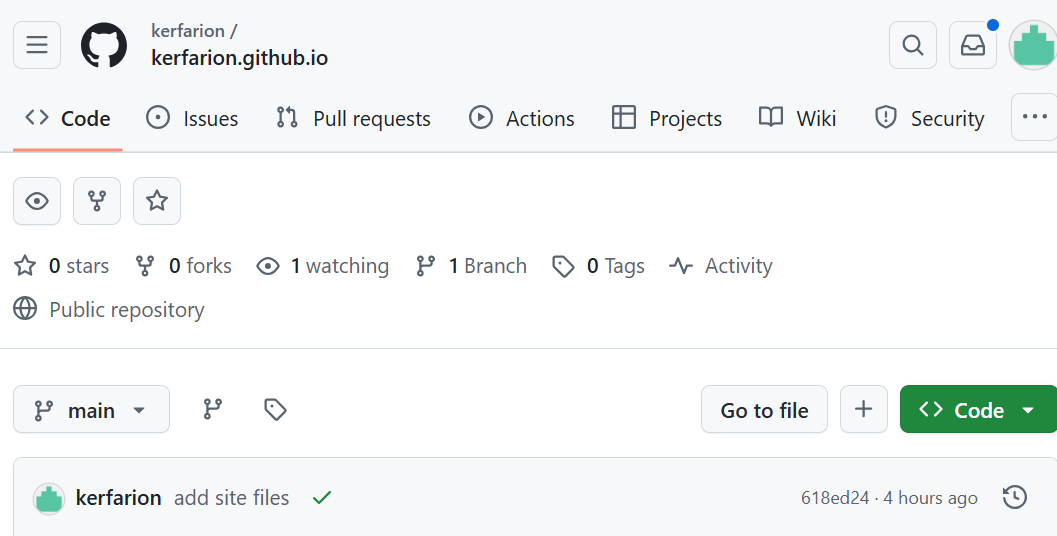 kerfarion /
kerfarion.github.io
Code Issues Pull requests Actions Projects Wiki Security
0 stars 0 forks 1 watching 1 Branch 0 Tags Activity
Public repository
main Go to file Code
kerfarion add site files 618ed24 · 4 hours ago